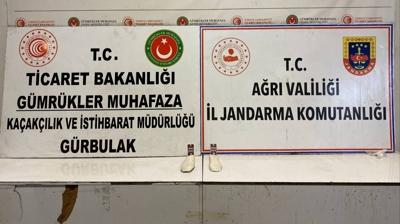 T.C.
TİCARET BAKANLIĞI
GÜMRÜKLER MUHAFAZA
KAÇAKÇILIK VE İSTİHBARAT MÜDÜRLÜĞÜ
GÜRBULAK
T.C.
AĞRI VALİLİĞİ
İL JANDARMA KOMUTANLIĞI